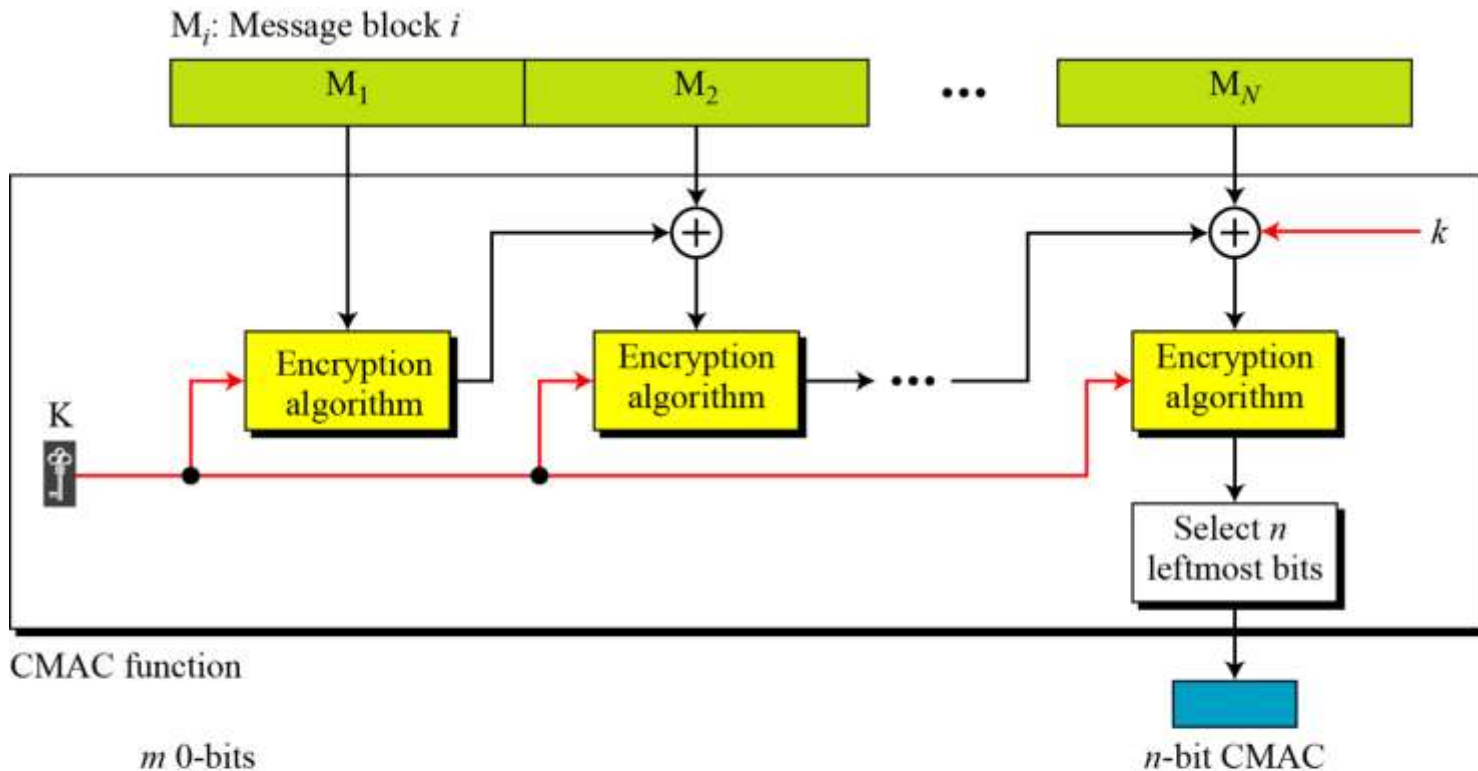 Mi: Message block i
M1
M2
•••
MN
k
Encryption
algorithm
Encryption
algorithm
•••
Encryption
algorithm
K
Select n
leftmost bits
CMAC function
m 0-bits
n-bit CMAC